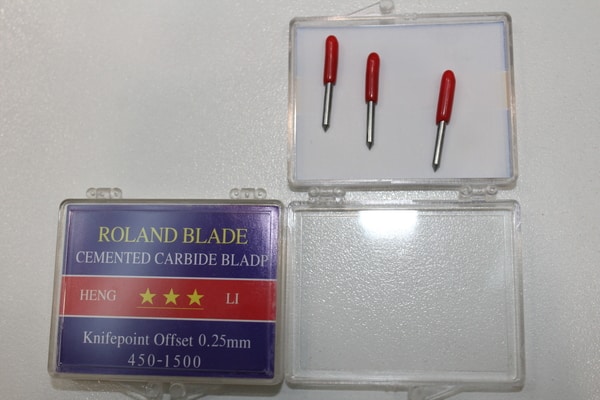 ROLAND BLADE
CEMENTED CARBIDE BLADP
HENG ★★★ LI
Knifepoint Offset 0.25mm
450-1500